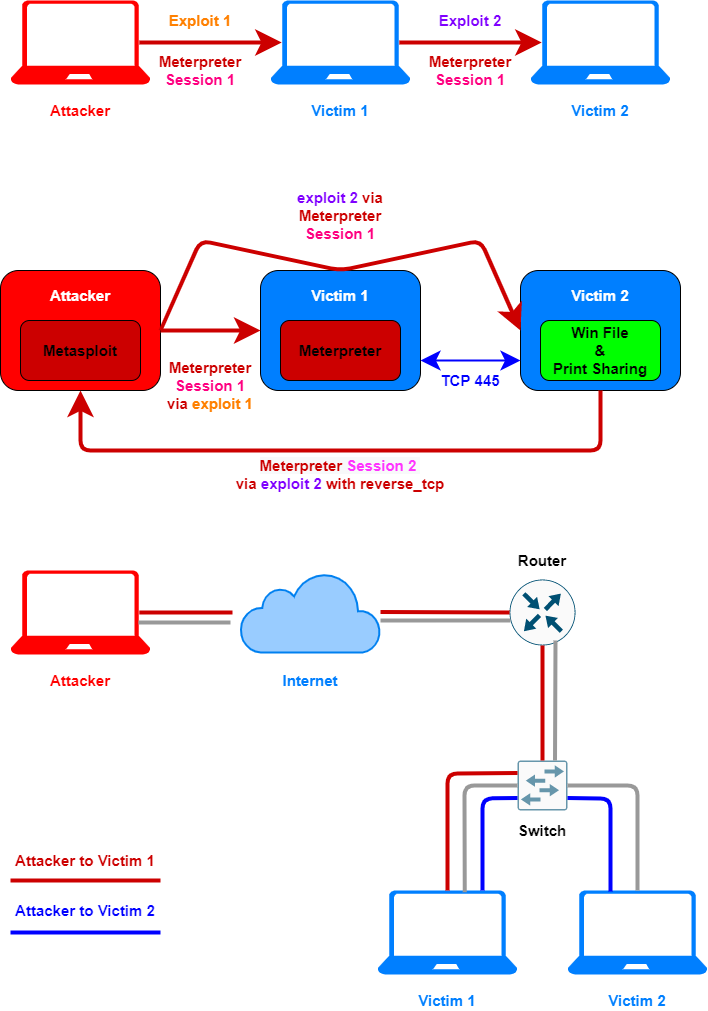 Exploit 1
Exploit 2
Meterpreter
Session 1
Meterpreter
Session 1
Attacker
Victim 1
Victim 2
exploit 2 via
Meterpreter
Session 1
Attacker
Victim 1
Victim 2
Metasploit
Meterpreter
Win File
&
Print Sharing
Meterpreter
Session 1
via exploit 1
TCP 445
Meterpreter Session 2
via exploit 2 with reverse_tcp
Router
Attacker
Internet
Switch
Attacker to Victim 1
Attacker to Victim 2
Victim 1
Victim 2